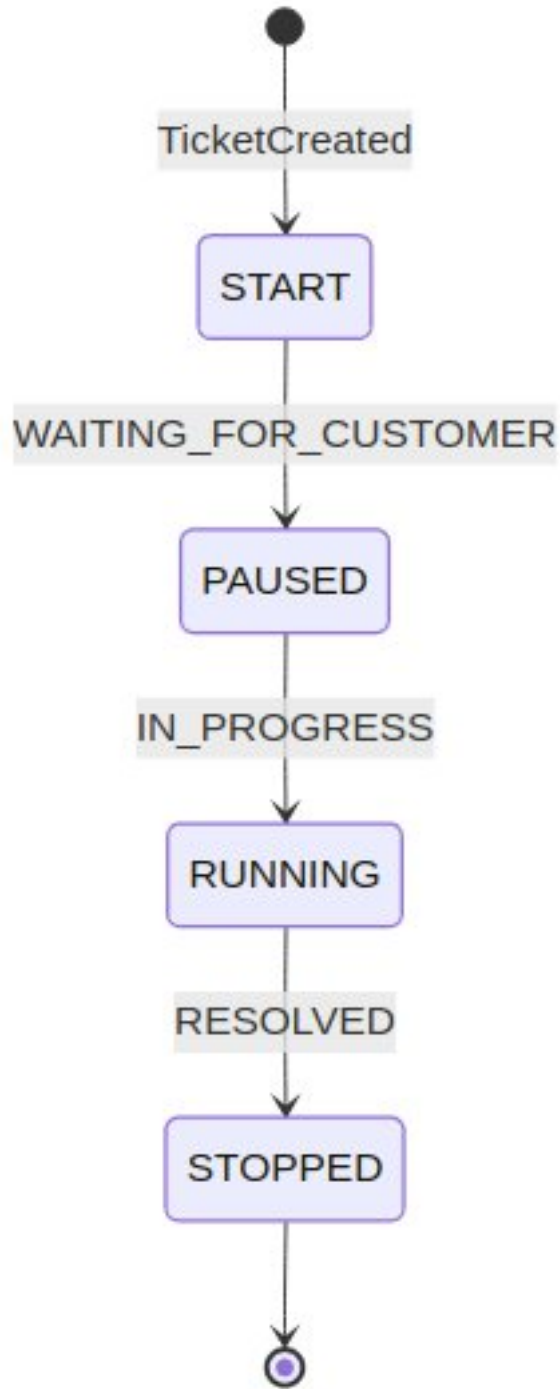 TicketCreated
START
WAITING_FOR_CUSTOMER
PAUSED
IN_PROGRESS
RUNNING
RESOLVED
STOPPED